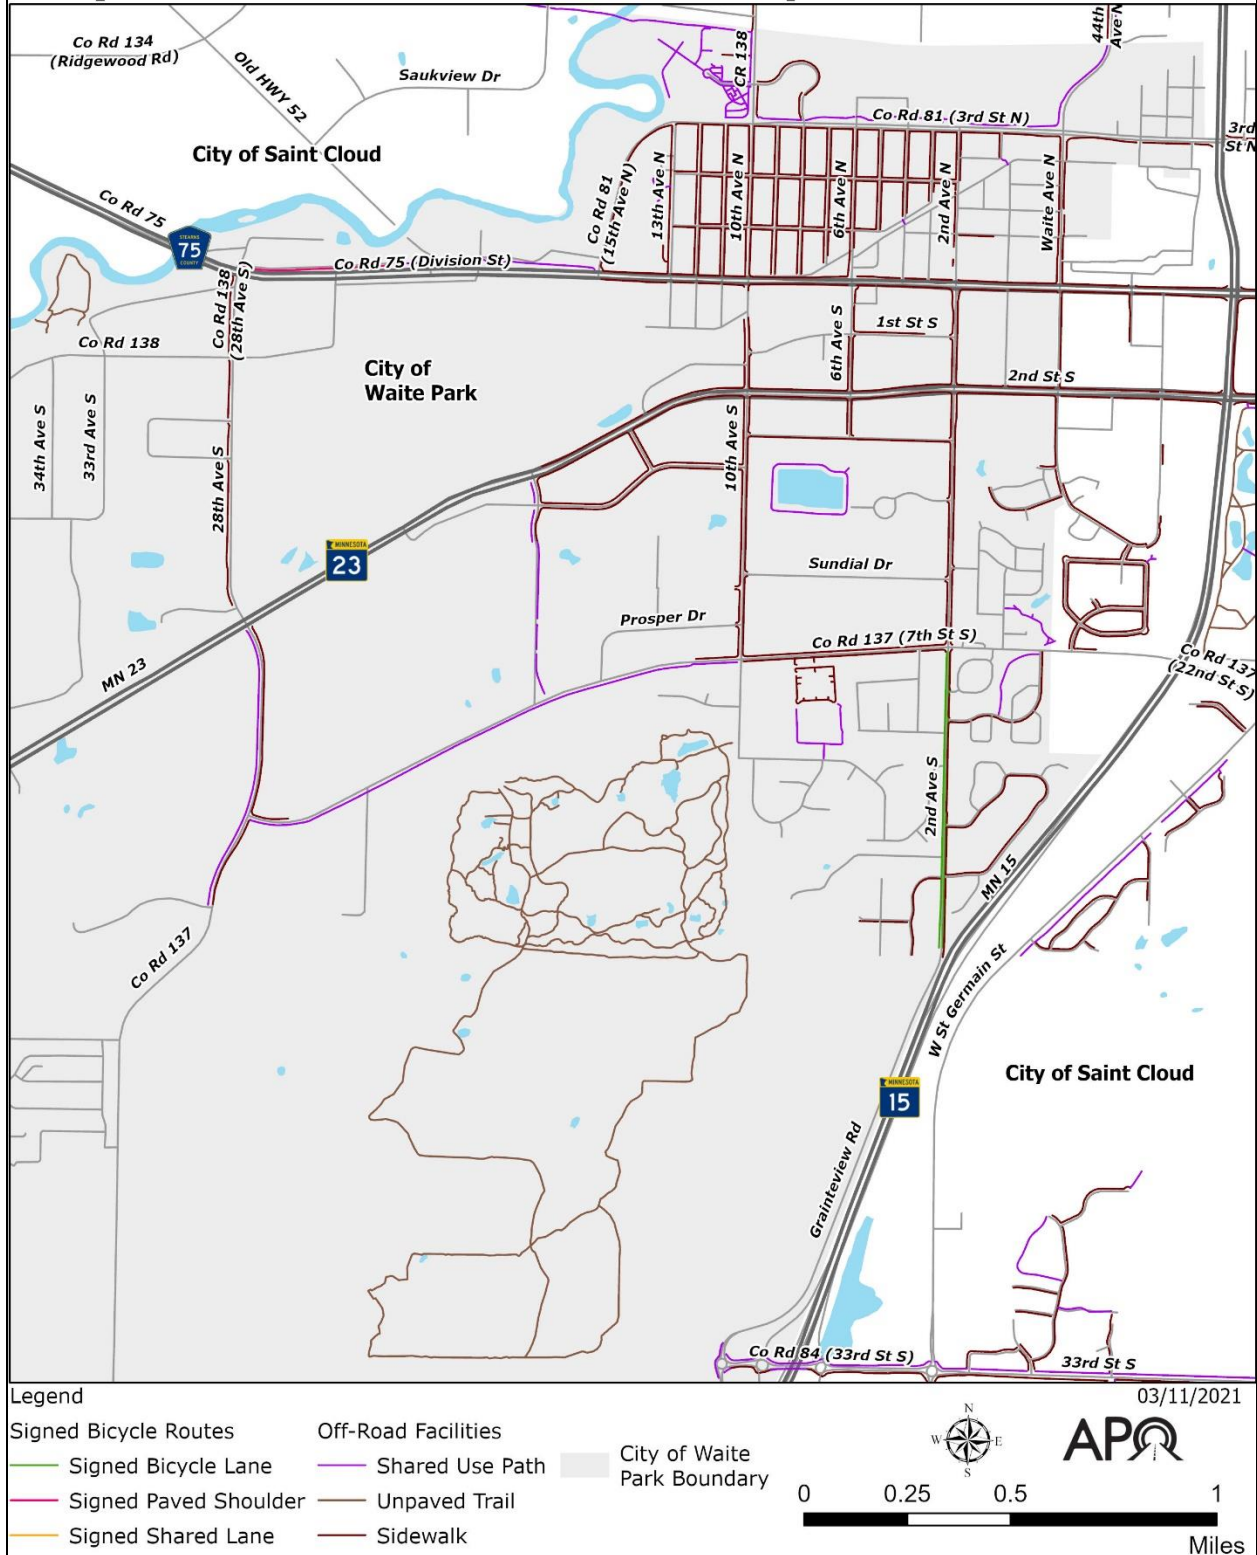 44th
Ave N
Co Rd 134
(Ridgewood Rd)
Old HWY 52
Saukview Dr
CR 138
Co Rd 81 (3rd St N)
3rd
St N
City of Saint Cloud
Co Rd 81
(15th Ave N)
13th Ave N
10th Ave N
6th Ave N
2nd Ave N
Waite Ave N
Co Rd 75
STEARNS
75
COUNTY
Co Rd 75 (Division St)
Co Rd 138
(28th Ave S)
Co Rd 138
1st St S
6th Ave S
City of
Waite Park
2nd St S
34th Ave S
33rd Ave S
28th Ave S
10th Ave S
MINNESOTA
23
Sundial Dr
Prosper Dr
Co Rd 137 (7th St S)
MN 23
Co Rd 137
(22nd St S)
2nd Ave S
MN 15
Co Rd 137
W St Germain St
City of Saint Cloud
MINNESOTA
15
Grainteview Rd
Co Rd 84 (33rd St S)
33rd St S
Legend
03/11/2021
Signed Bicycle Routes
Signed Bicycle Lane
Signed Paved Shoulder
Signed Shared Lane
Off-Road Facilities
Shared Use Path
Unpaved Trail
Sidewalk
City of Waite
Park Boundary
N
W E
S
APO
0 0.25 0.5 1
Miles